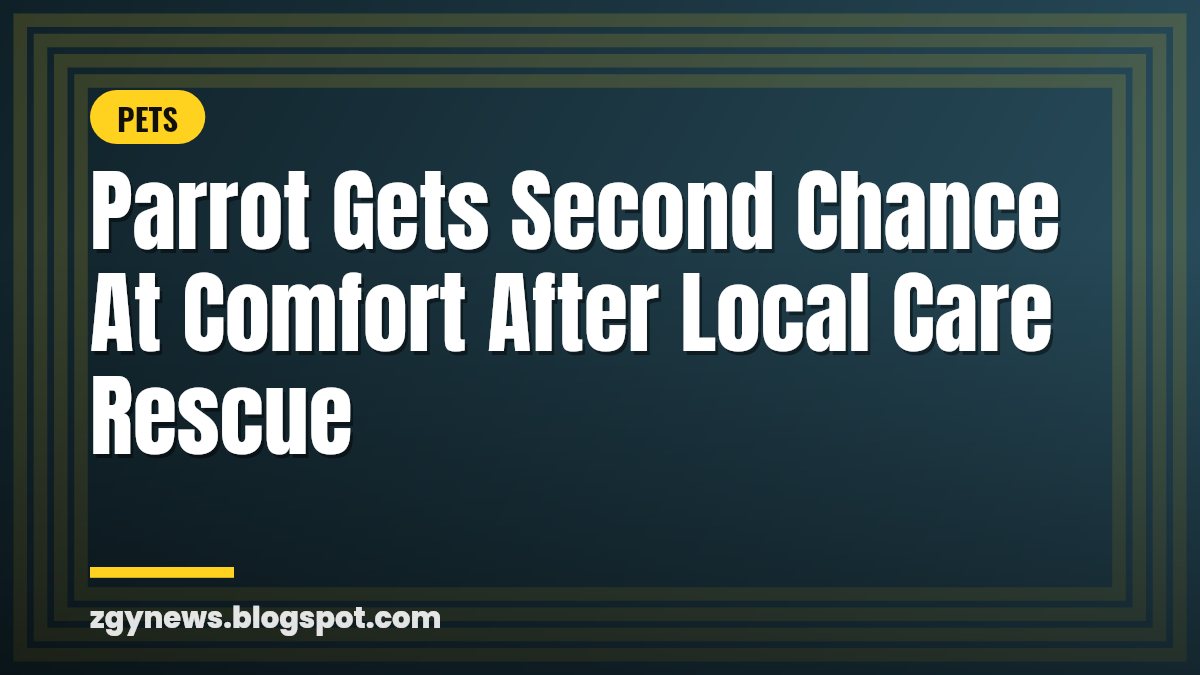 PETS
Parrot Gets Second Chance
At Comfort After Local Care
Rescue
zgynews.blogspot.com